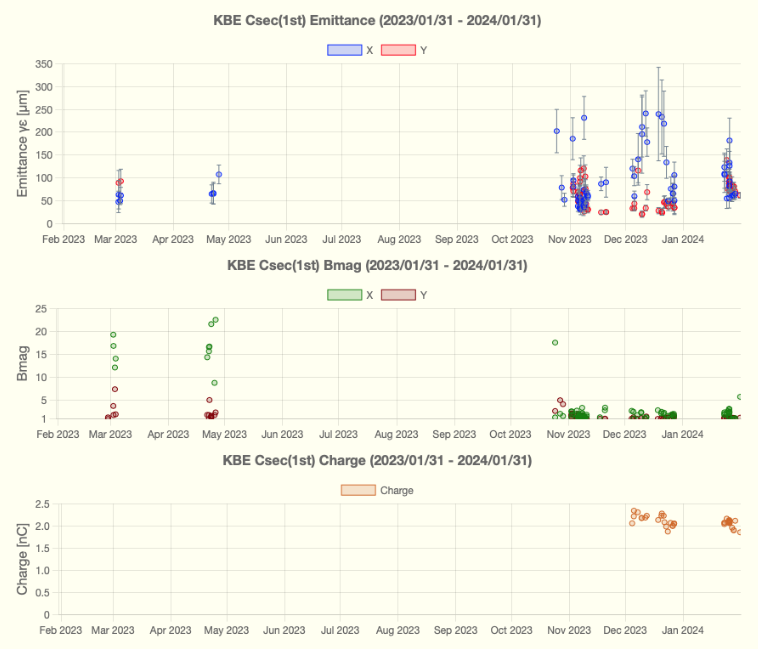 KBE Csec(1st) Emittance (2023/01/31 - 2024/01/31)
X Y
Emittance γε [μm]
350
300
250
200
150
100
50
0
Feb 2023 Mar 2023 Apr 2023 May 2023 Jun 2023 Jul 2023 Aug 2023 Sep 2023 Oct 2023 Nov 2023 Dec 2023 Jan 2024
KBE Csec(1st) Bmag (2023/01/31 - 2024/01/31)
X Y
Bmag
25
20
15
10
5
1
Feb 2023 Mar 2023 Apr 2023 May 2023 Jun 2023 Jul 2023 Aug 2023 Sep 2023 Oct 2023 Nov 2023 Dec 2023 Jan 2024
KBE Csec(1st) Charge (2023/01/31 - 2024/01/31)
Charge
Charge [nC]
2.5
2.0
1.5
1.0
0.5
0
Feb 2023 Mar 2023 Apr 2023 May 2023 Jun 2023 Jul 2023 Aug 2023 Sep 2023 Oct 2023 Nov 2023 Dec 2023 Jan 2024